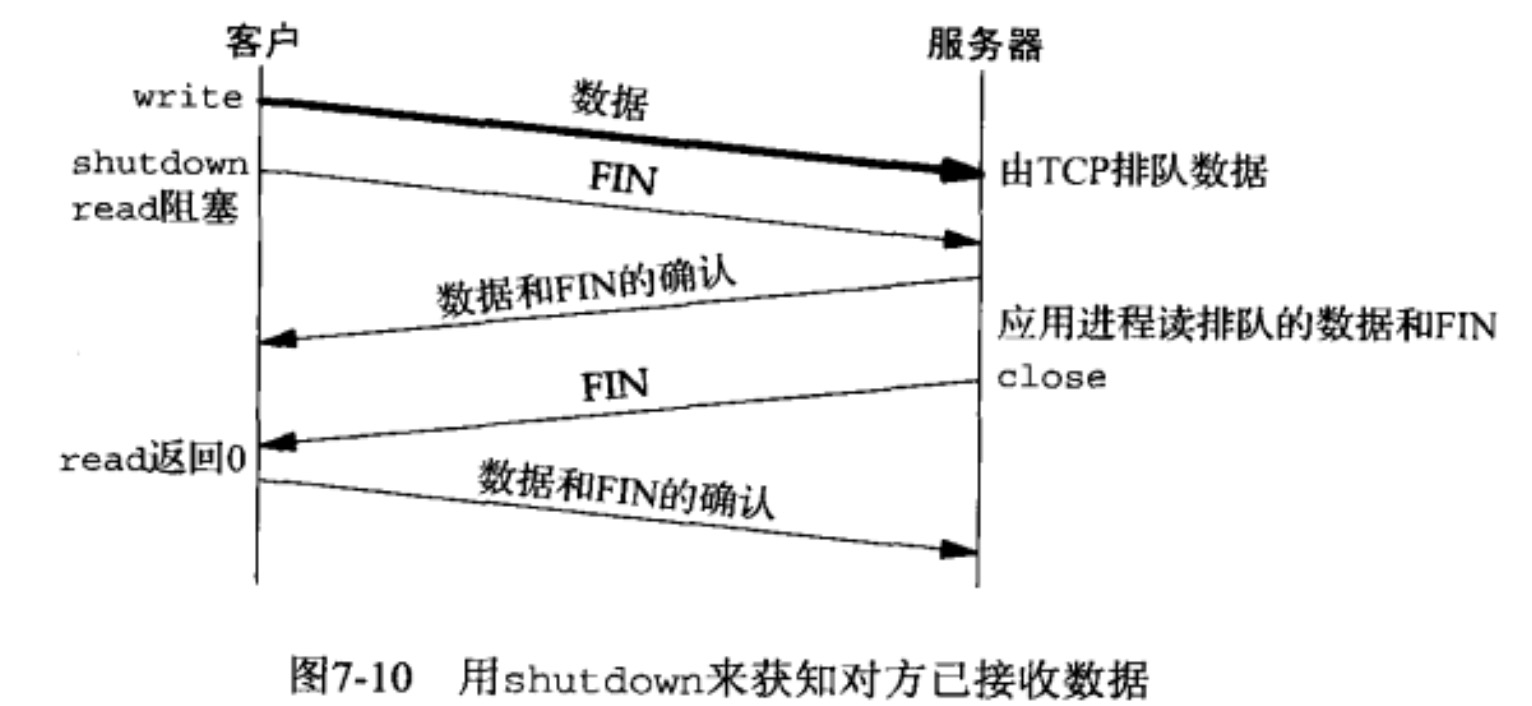 客户
服务器
write
数据
shutdown
FIN
由TCP排队数据
read阻塞
数据和FIN的确认
应用进程读排队的数据和FIN
FIN
close
read返回0
数据和FIN的确认
图7-10 用shutdown来获知对方已接收数据